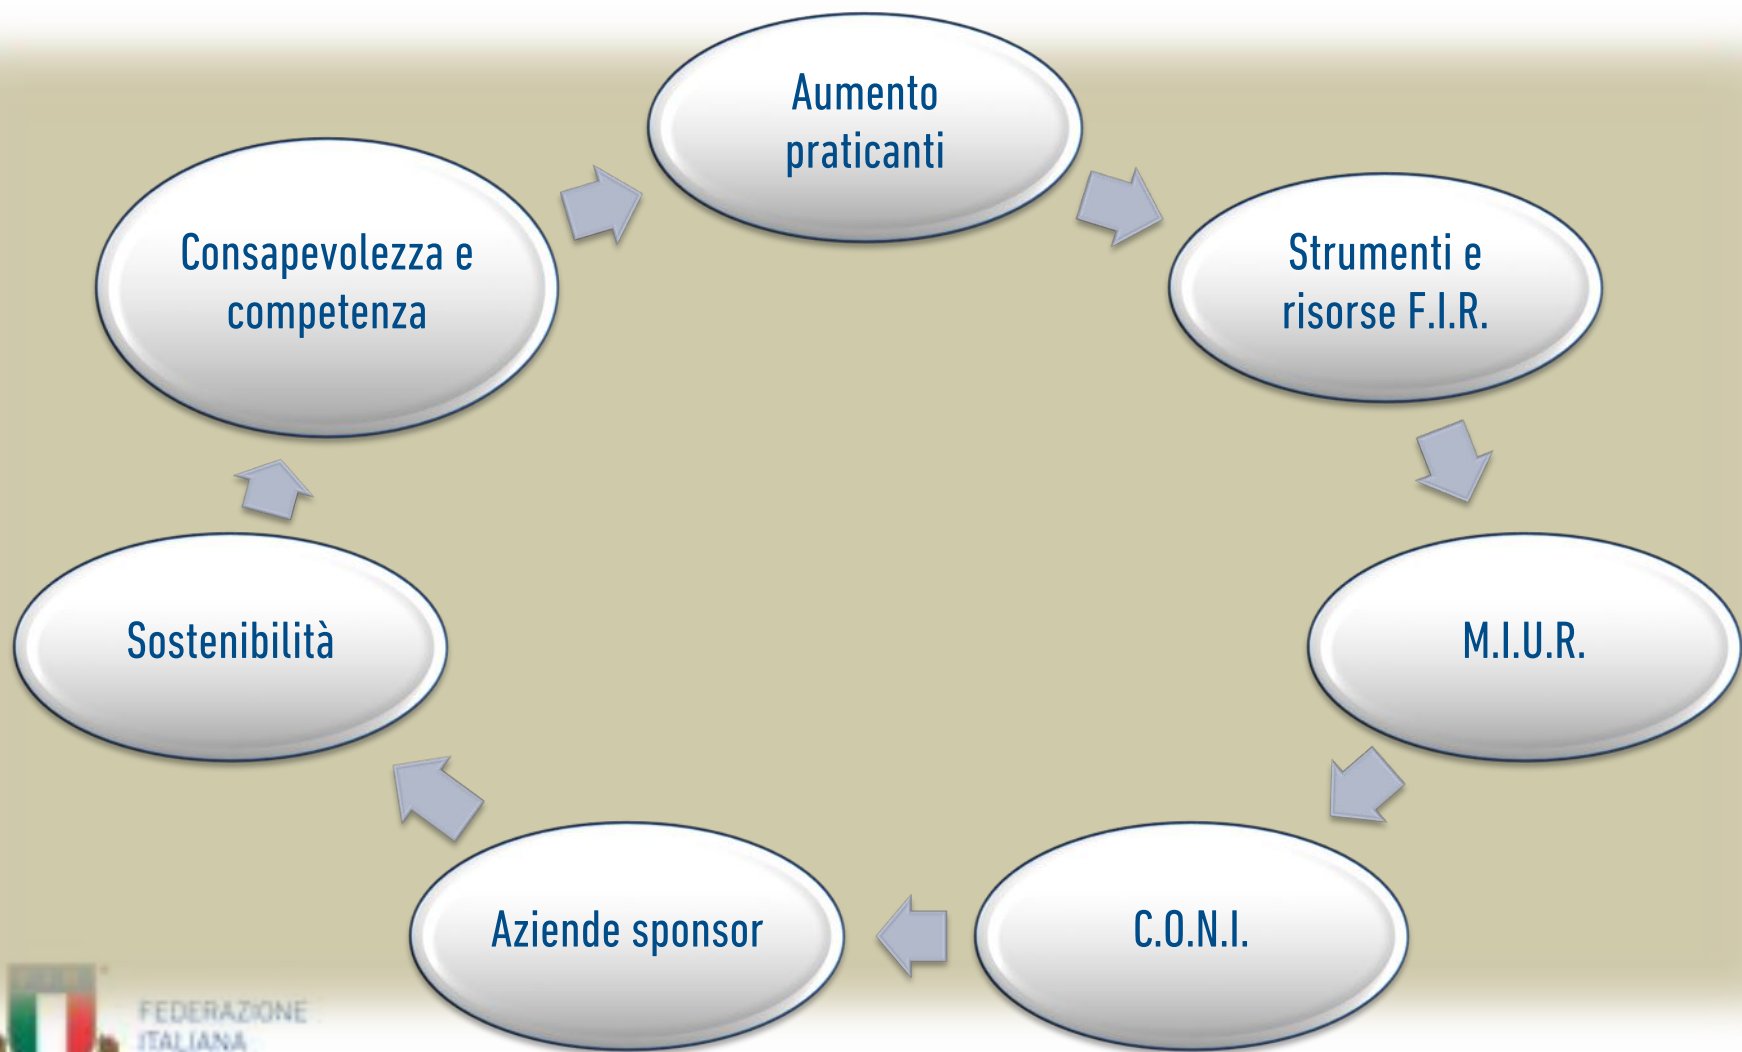 Aumento
praticanti
Strumenti e
risorse F.I.R.
M.I.U.R.
C.O.N.I.
Aziende sponsor
Sostenibilità
Consapevolezza e
competenza
FEDERAZIONE
ITALIANA